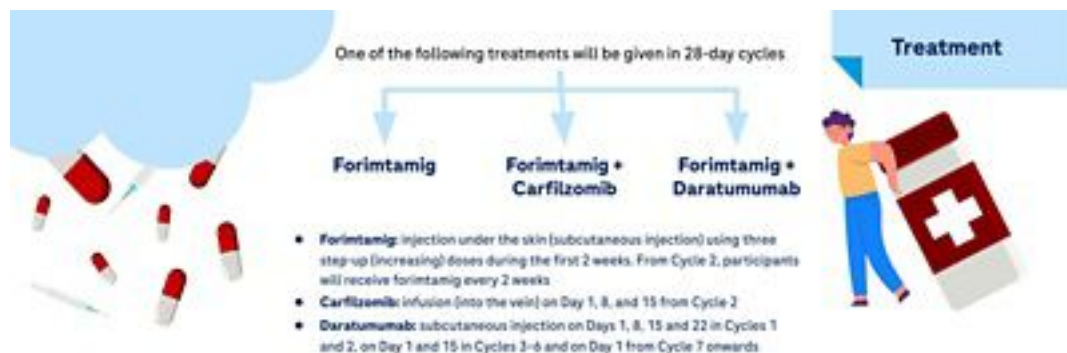 One of the following treatments will be given in 28-day cycles
Treatment
Forimtamig
Forimtamig +
Carfilzomib
Forimtamig +
Daratumumab
• Forimtamig: injection under the skin (subcutaneous injection) using three
step-up (increasing) doses during the first 2 weeks. From Cycle 2, participants
will receive forimtamig every 2 weeks
• Carfilzomib: infusion (into the vein) on Day 1, 8, and 15 from Cycle 2
• Daratumumab: subcutaneous injection on Days 1, 8, 15 and 22 in Cycles 1
and 2, on Day 1 and 15 in Cycles 3-6 and on Day 1 from Cycle 7 onwards